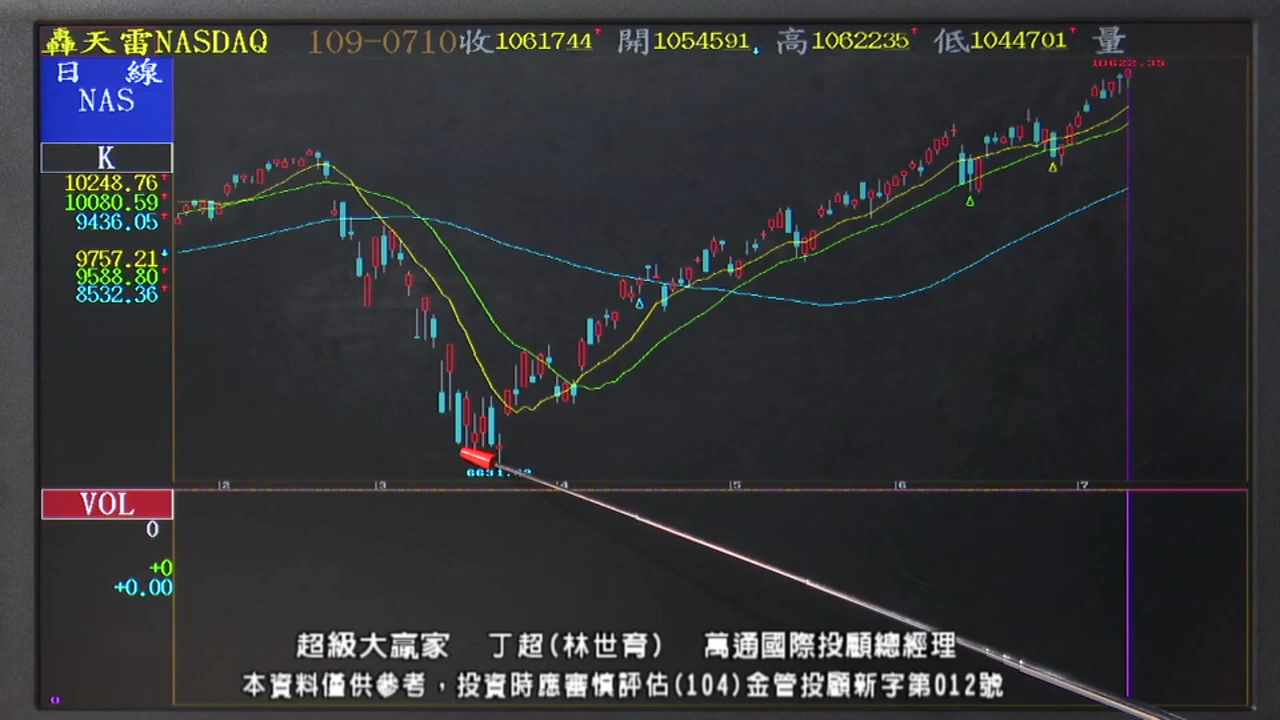 轟天雷NASDAQ 109-0710 收1061744 開1054591 高1062235 低1044701 量
日線
NAS
10622.35
K
10248.76
10080.59
9436.05
9757.21
9588.80
8532.36
2 3 4 5 6 7
VOL
0
+0
+0.00
超級大贏家 丁超(林世育) 萬通國際投顧總經理
本資料僅供參考，投資時應審慎評估(104)金管投顧新字第012號
0